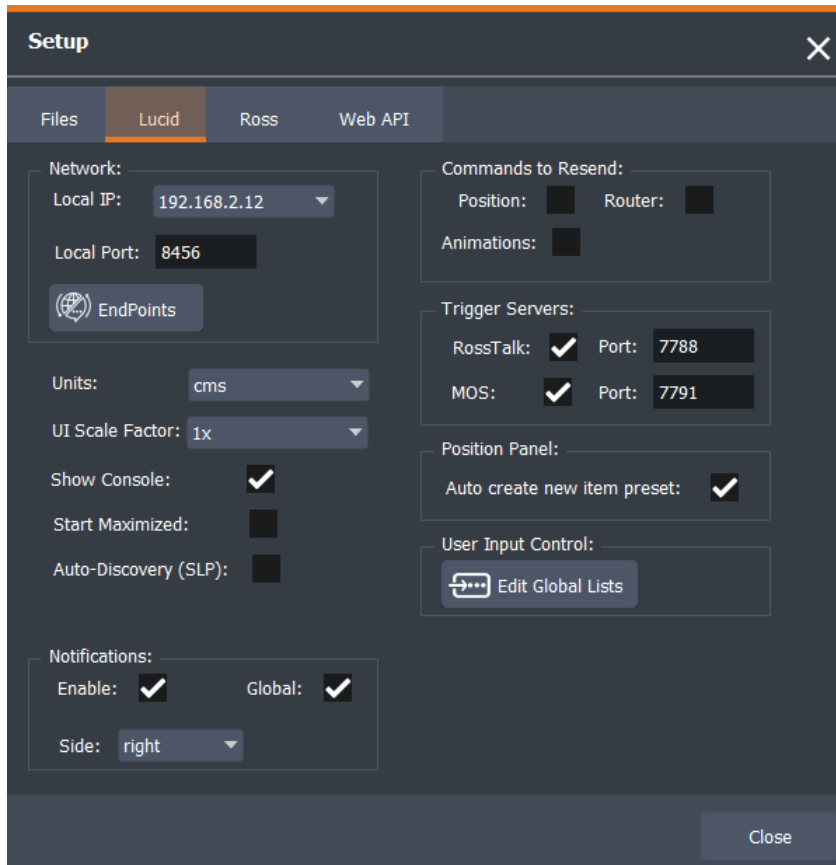 Setup
Files Lucid Ross Web API
Network:
Local IP: 192.168.2.12
Local Port: 8456
EndPoints
Units: cms
UI Scale Factor: 1x
Show Console:
Start Maximized:
Auto-Discovery (SLP):
Notifications:
Enable: Global:
Side: right
Commands to Resend:
Position: Router:
Animations:
Trigger Servers:
RossTalk: Port: 7788
MOS: Port: 7791
Position Panel:
Auto create new item preset:
User Input Control:
Edit Global Lists
Close